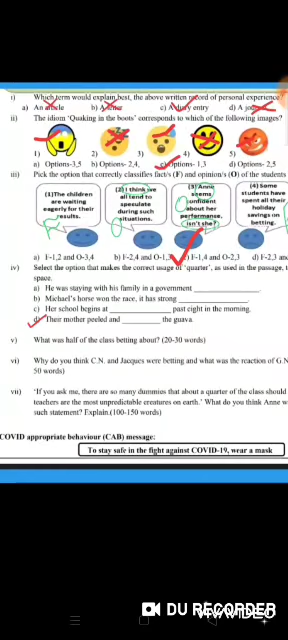 i) Which term would explain best, the above written record of personal experience
a) An article b) A letter c) A diary entry d) A
ii) The idiom 'Quaking in the boots' corresponds to which of the following images?
1) 2) 3) 4) 5)
a) Options-3,5 b) Options- 2,4, c) Options- 1,3 d) Options- 2,5
iii) Pick the option that correctly classifies fact/s (F) and opinion/s (O) of the students
(1)The children are waiting eagerly for their results.
(2) I think we all tend to speculate during such situations.
(3) Anne seems confident about her performance, isn't she?
(4) Some students have spent all their holiday savings on betting.
F O O
a) F-1,2 and O-3,4 b) F-2,4 and O-1,3 c) F-1,4 and O-2,3 d) F-2,3 and
iv) Select the option that makes the correct usage of 'quarter', as used in the passage, t
space.
a) He was staying with his family in a government
b) Michael's horse won the race, it has strong
c) Her school begins at past eight in the morning.
d) Their mother peeled and the guava.
v) What was half of the class betting about? (20-30 words)
vi) Why do you think C.N. and Jacques were betting and what was the reaction of G.N
50 words)
vii) 'If you ask me, there are so many dummies that about a quarter of the class should
teachers are the most unpredictable creatures on earth.' What do you think Anne w
such statement? Explain.(100-150 words)
COVID appropriate behaviour (CAB) message:
To stay safe in the fight against COVID-19, wear a mask
DU RECORDER
VIVAVIDEO